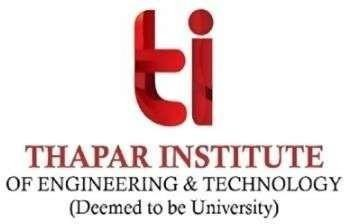 ti
THAPAR INSTITUTE
OF ENGINEERING & TECHNOLOGY
(Deemed to be University)